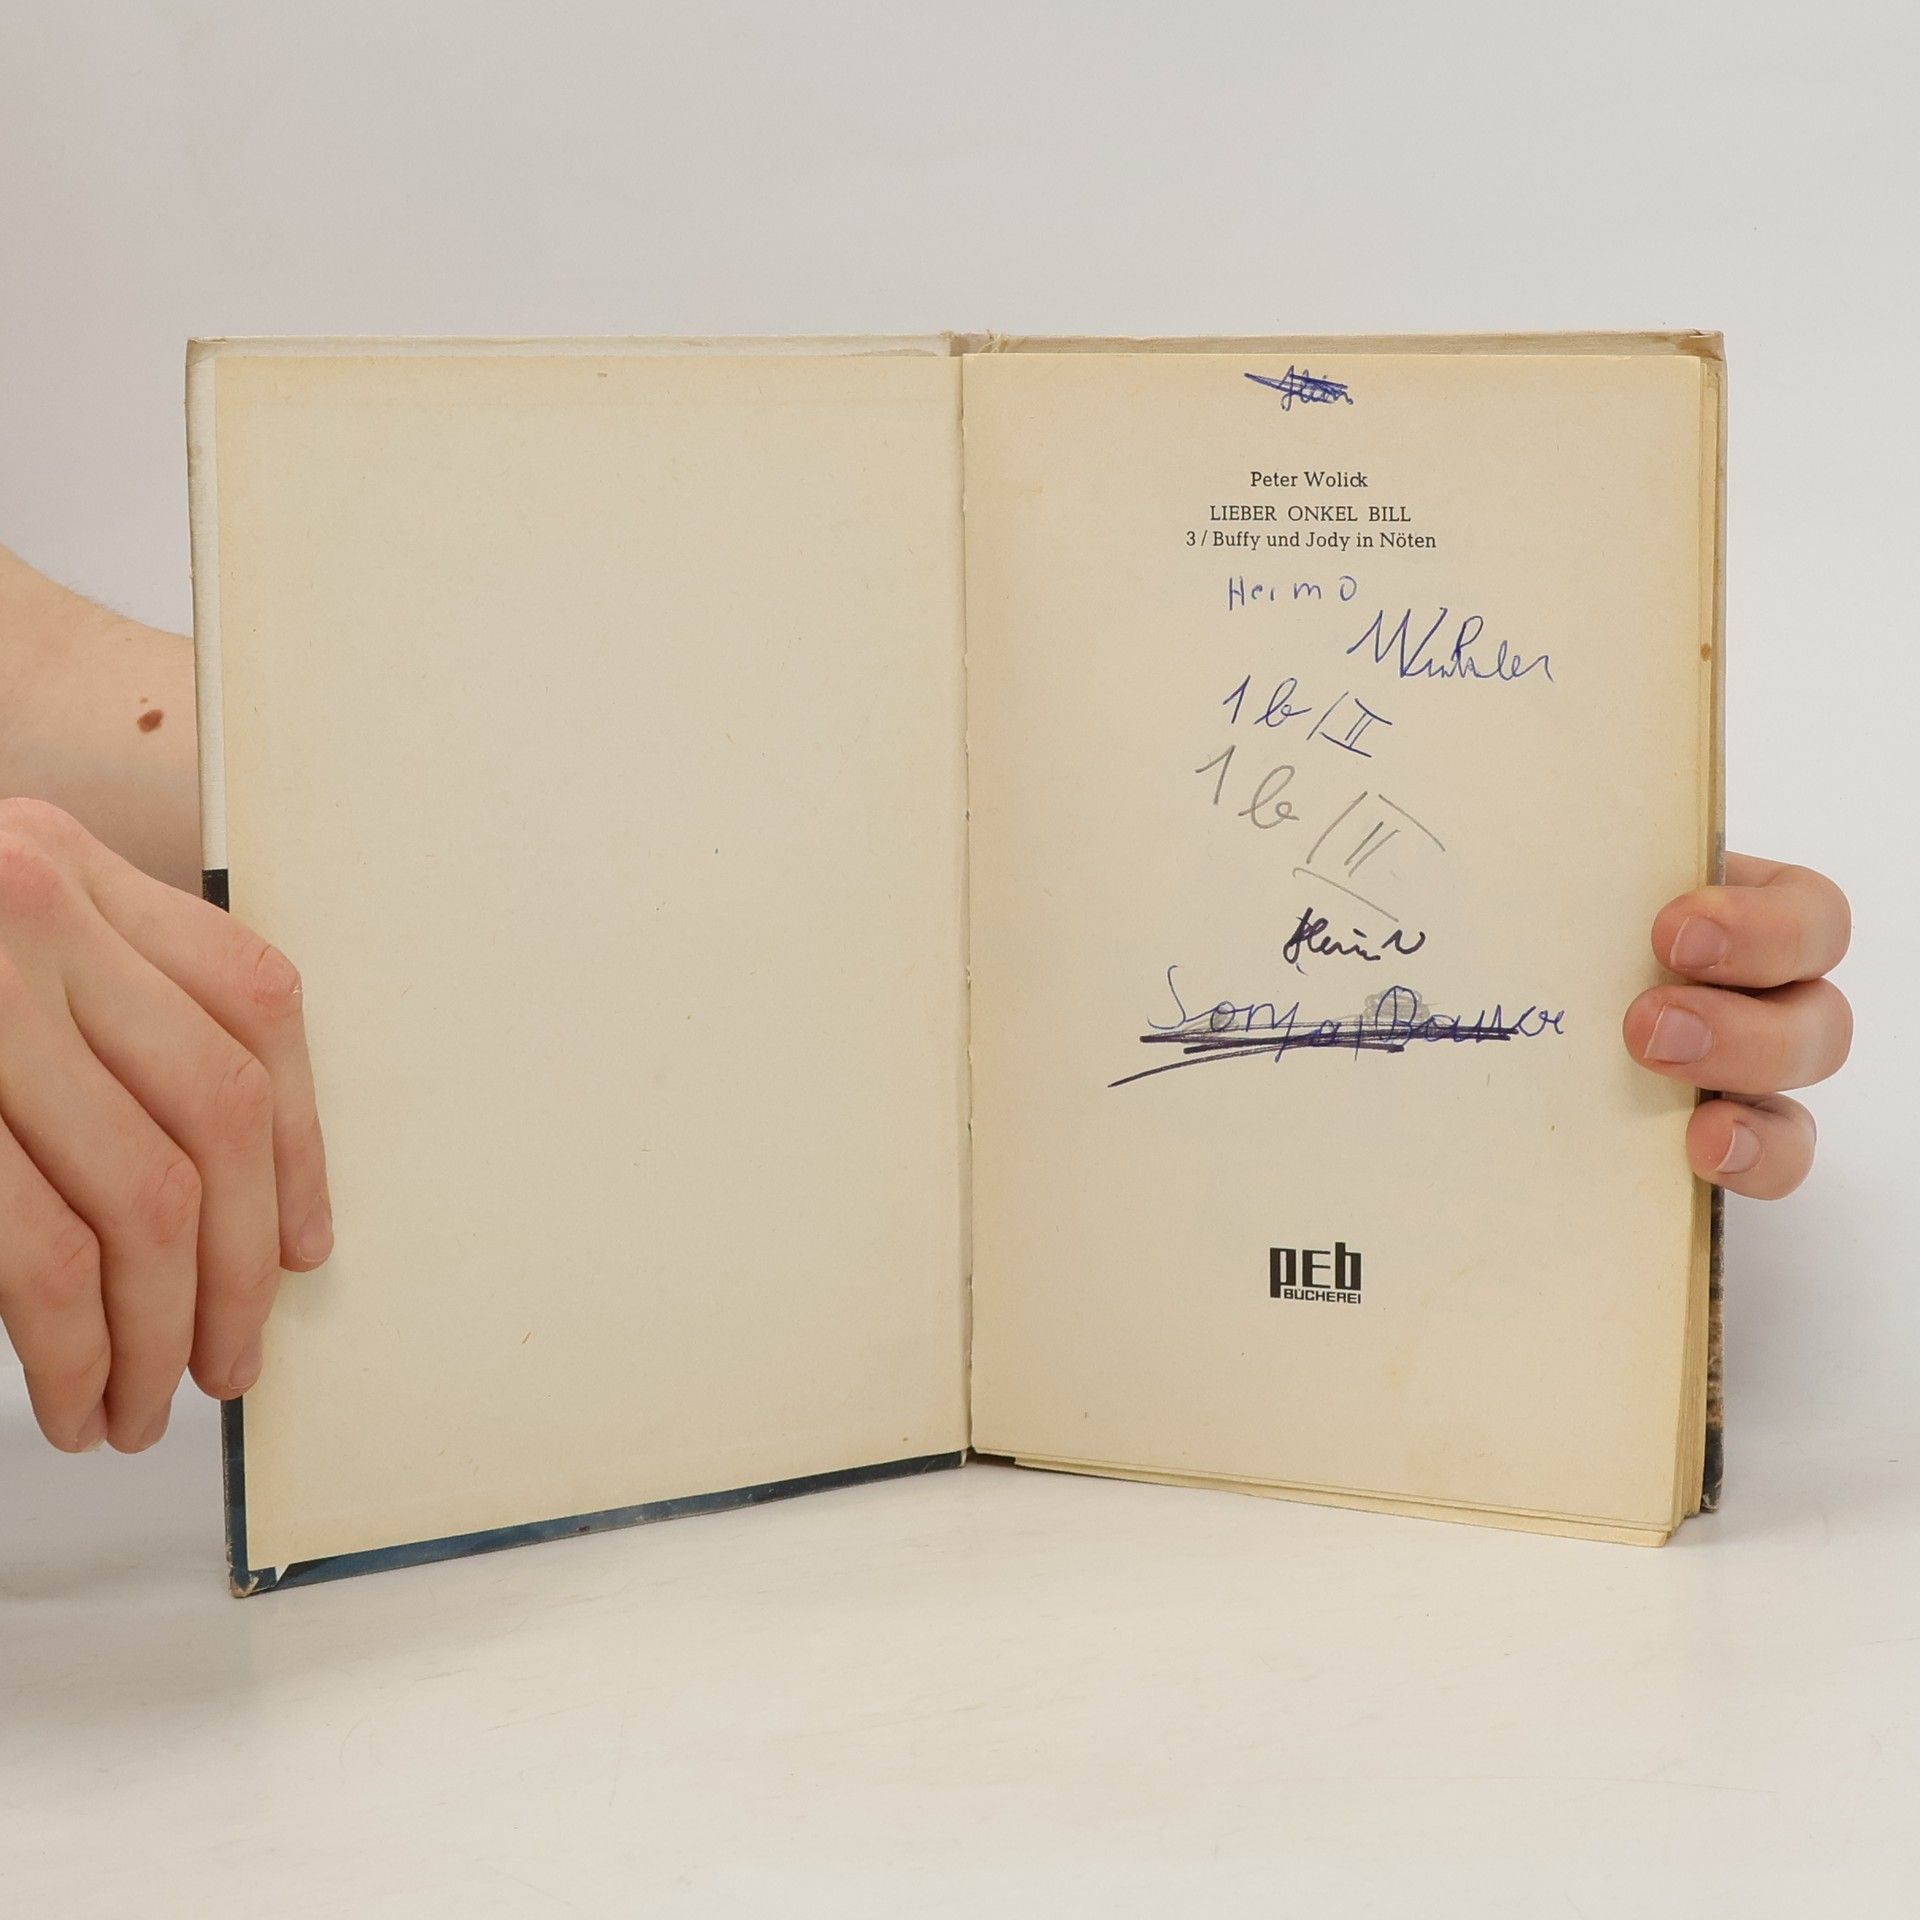 Peter Wolick
LIEBER ONKEL BILL
3 / Buffy und Jody in Nöten
Heimo
Winkler
1b/II
1b/II
Sonja
PEb
BÜCHEREI